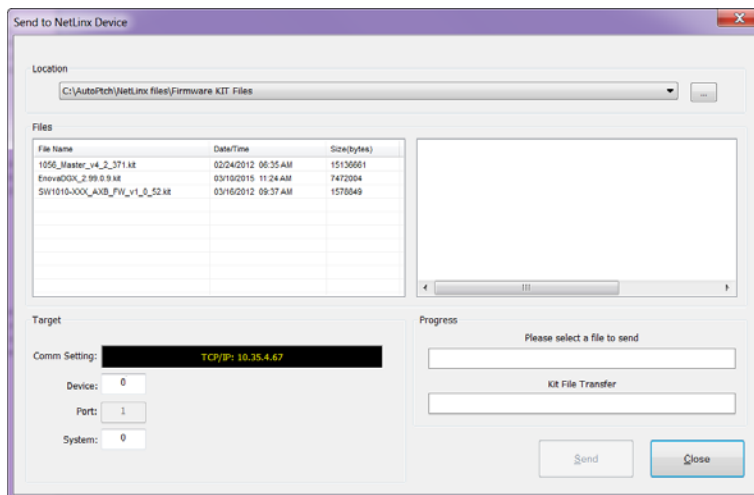 Send to NetLinx Device
Location
C:\AutoPtch\NetLinx files\Firmware KIT Files
...
Files
File Name Date/Time Size(bytes)
1056_Master_v4_2_371.kit 02/24/2012 06:35 AM 15136661
EnovaDGX_2.99.0.9.kit 03/10/2015 11:24 AM 7472004
SW1010-XXX_AXB_FW_v1_0_52.kit 03/16/2012 09:37 AM 1578849
Target
Comm Setting: TCP/IP: 10.35.4.67
Device: 0
Port: 1
System: 0
Progress
Please select a file to send
Kit File Transfer
Send
Close